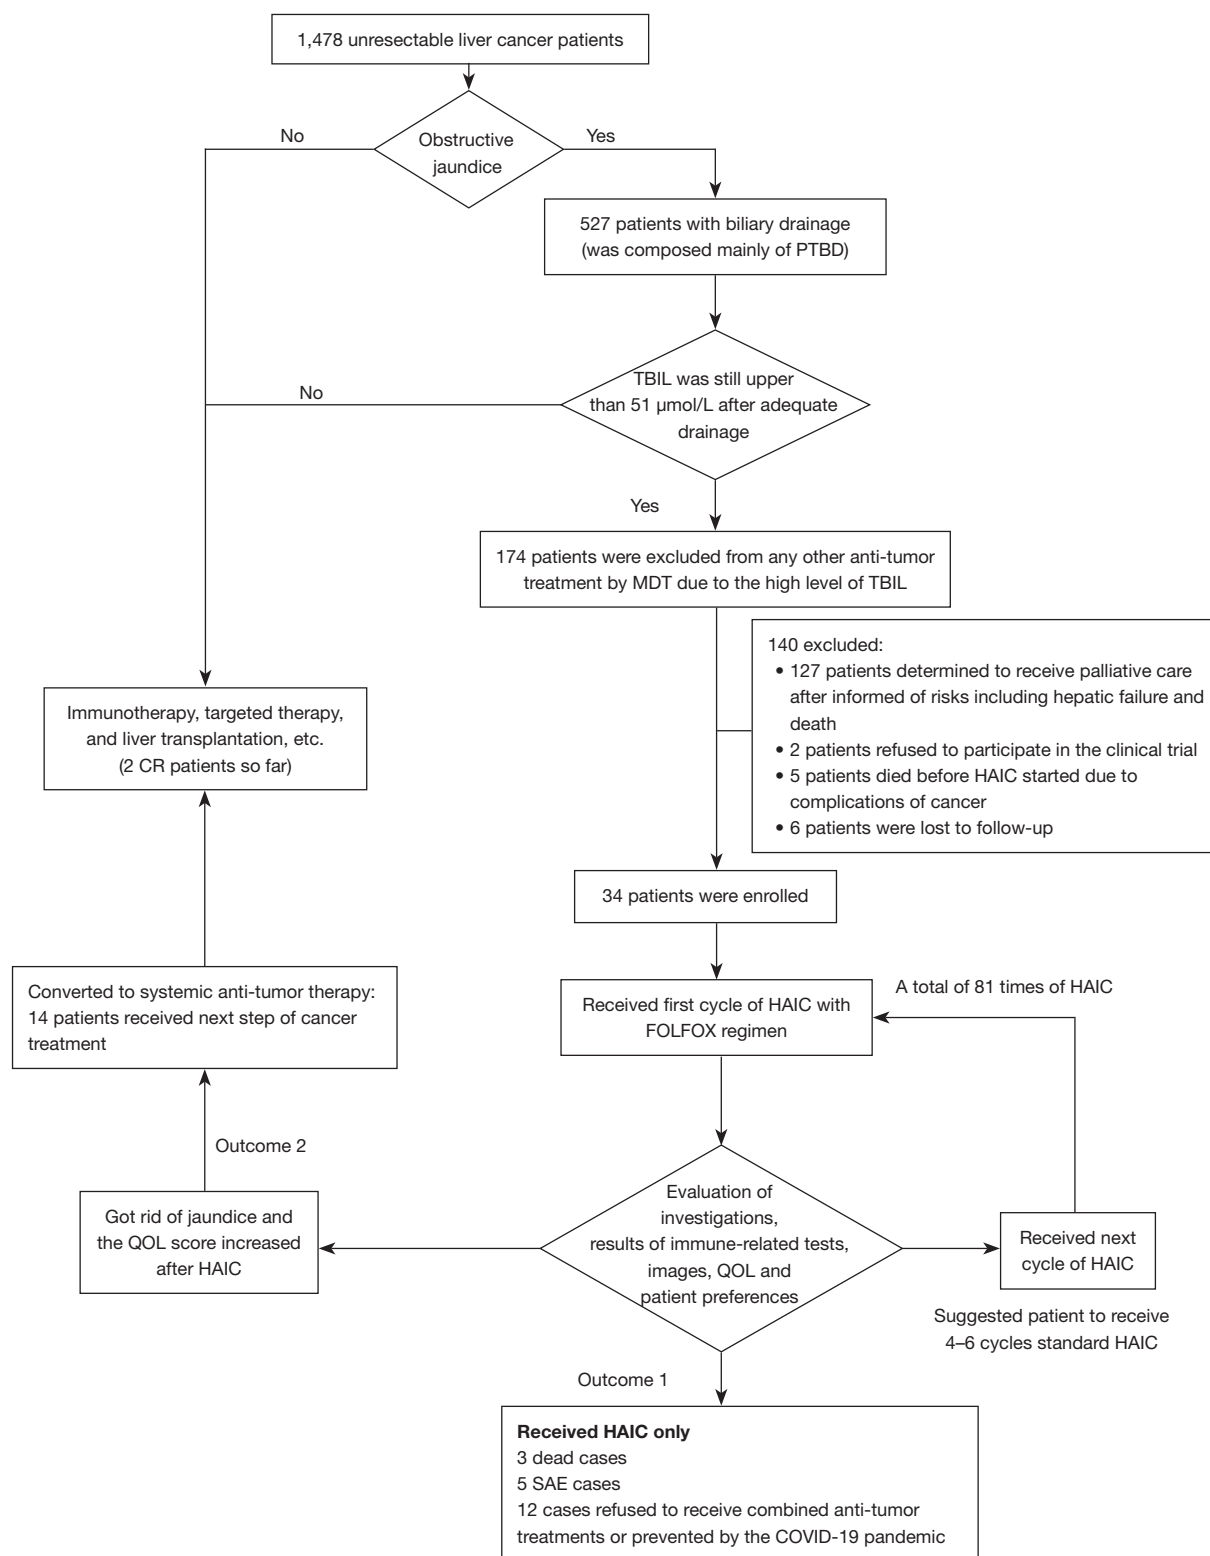 1,478 unresectable liver cancer patients
No
Yes
Obstructive
jaundice
527 patients with biliary drainage
(was composed mainly of PTBD)
No
TBIL was still upper
than 51 μmol/L after adequate
drainage
Yes
174 patients were excluded from any other anti-tumor
treatment by MDT due to the high level of TBIL
140 excluded:
• 127 patients determined to receive palliative care
after informed of risks including hepatic failure and
death
• 2 patients refused to participate in the clinical trial
• 5 patients died before HAIC started due to
complications of cancer
• 6 patients were lost to follow-up
Immunotherapy, targeted therapy,
and liver transplantation, etc.
(2 CR patients so far)
34 patients were enrolled
Converted to systemic anti-tumor therapy:
14 patients received next step of cancer
treatment
Received first cycle of HAIC with
FOLFOX regimen
A total of 81 times of HAIC
Outcome 2
Got rid of jaundice and
the QOL score increased
after HAIC
Evaluation of
investigations,
results of immune-related tests,
images, QOL and
patient preferences
Received next
cycle of HAIC
Suggested patient to receive
4–6 cycles standard HAIC
Outcome 1
Received HAIC only
3 dead cases
5 SAE cases
12 cases refused to receive combined anti-tumor
treatments or prevented by the COVID-19 pandemic